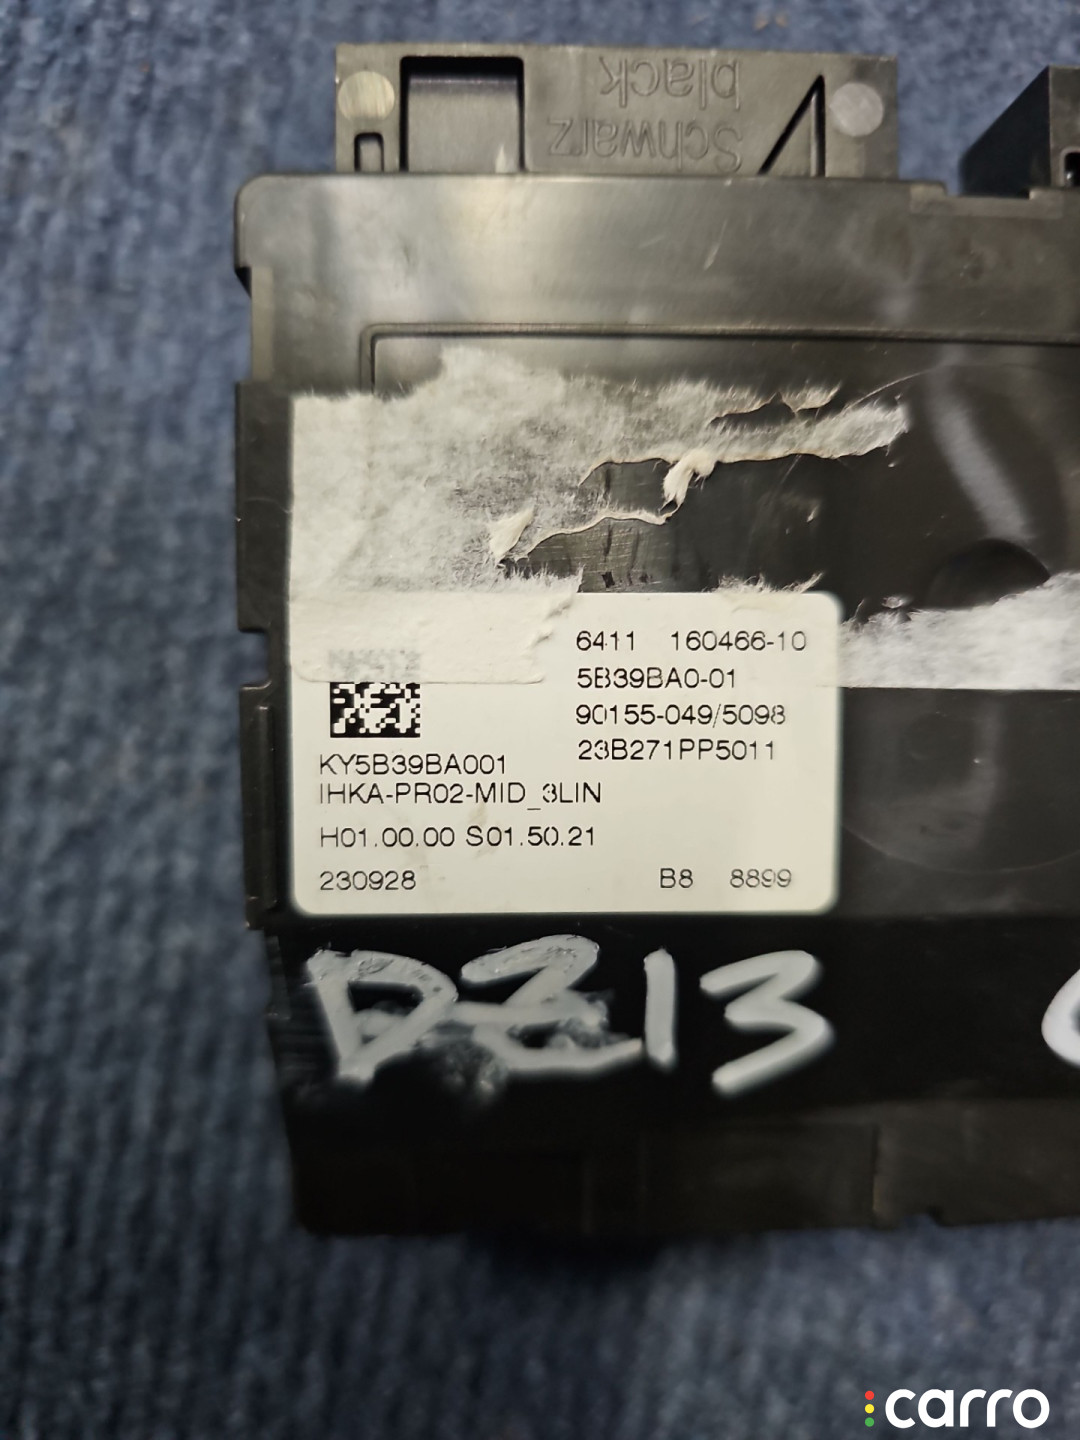 Schwarz
black
6411 160466-10
5B39BA0-01
90155-049/5098
23B271PP5011
KY5B39BA001
IHKA-PR02-MID_3LIN
H01.00.00 S01.50.21
230928 B8 8899
DZ13
carro